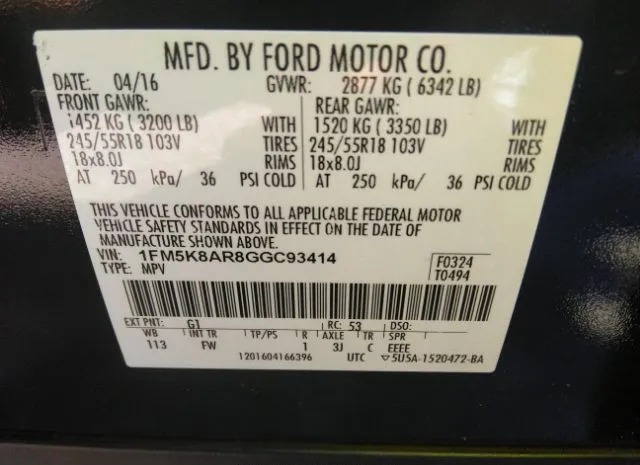 MFD. BY FORD MOTOR CO.
DATE: 04/16 GVWR: 2877 KG ( 6342 LB)
FRONT GAWR: REAR GAWR:
1452 KG ( 3200 LB) WITH 1520 KG ( 3350 LB) WITH
245/55R18 103V TIRES 245/55R18 103V TIRES
18x8.0J RIMS 18x8.0J RIMS
AT 250 kPa/ 36 PSI COLD AT 250 kPa/ 36 PSI COLD
THIS VEHICLE CONFORMS TO ALL APPLICABLE FEDERAL MOTOR
VEHICLE SAFETY STANDARDS IN EFFECT ON THE DATE OF
MANUFACTURE SHOWN ABOVE.
VIN: 1FM5K8AR8GGC93414 F0324
TYPE: MPV T0494
EXT PNT: G1 RC: 53 DSO:
WB INT TR TP/PS R AXLE TR SPR
113 FW 1 3J C EEEE
1201604166396 UTC ▽5U5A-1520472-BA